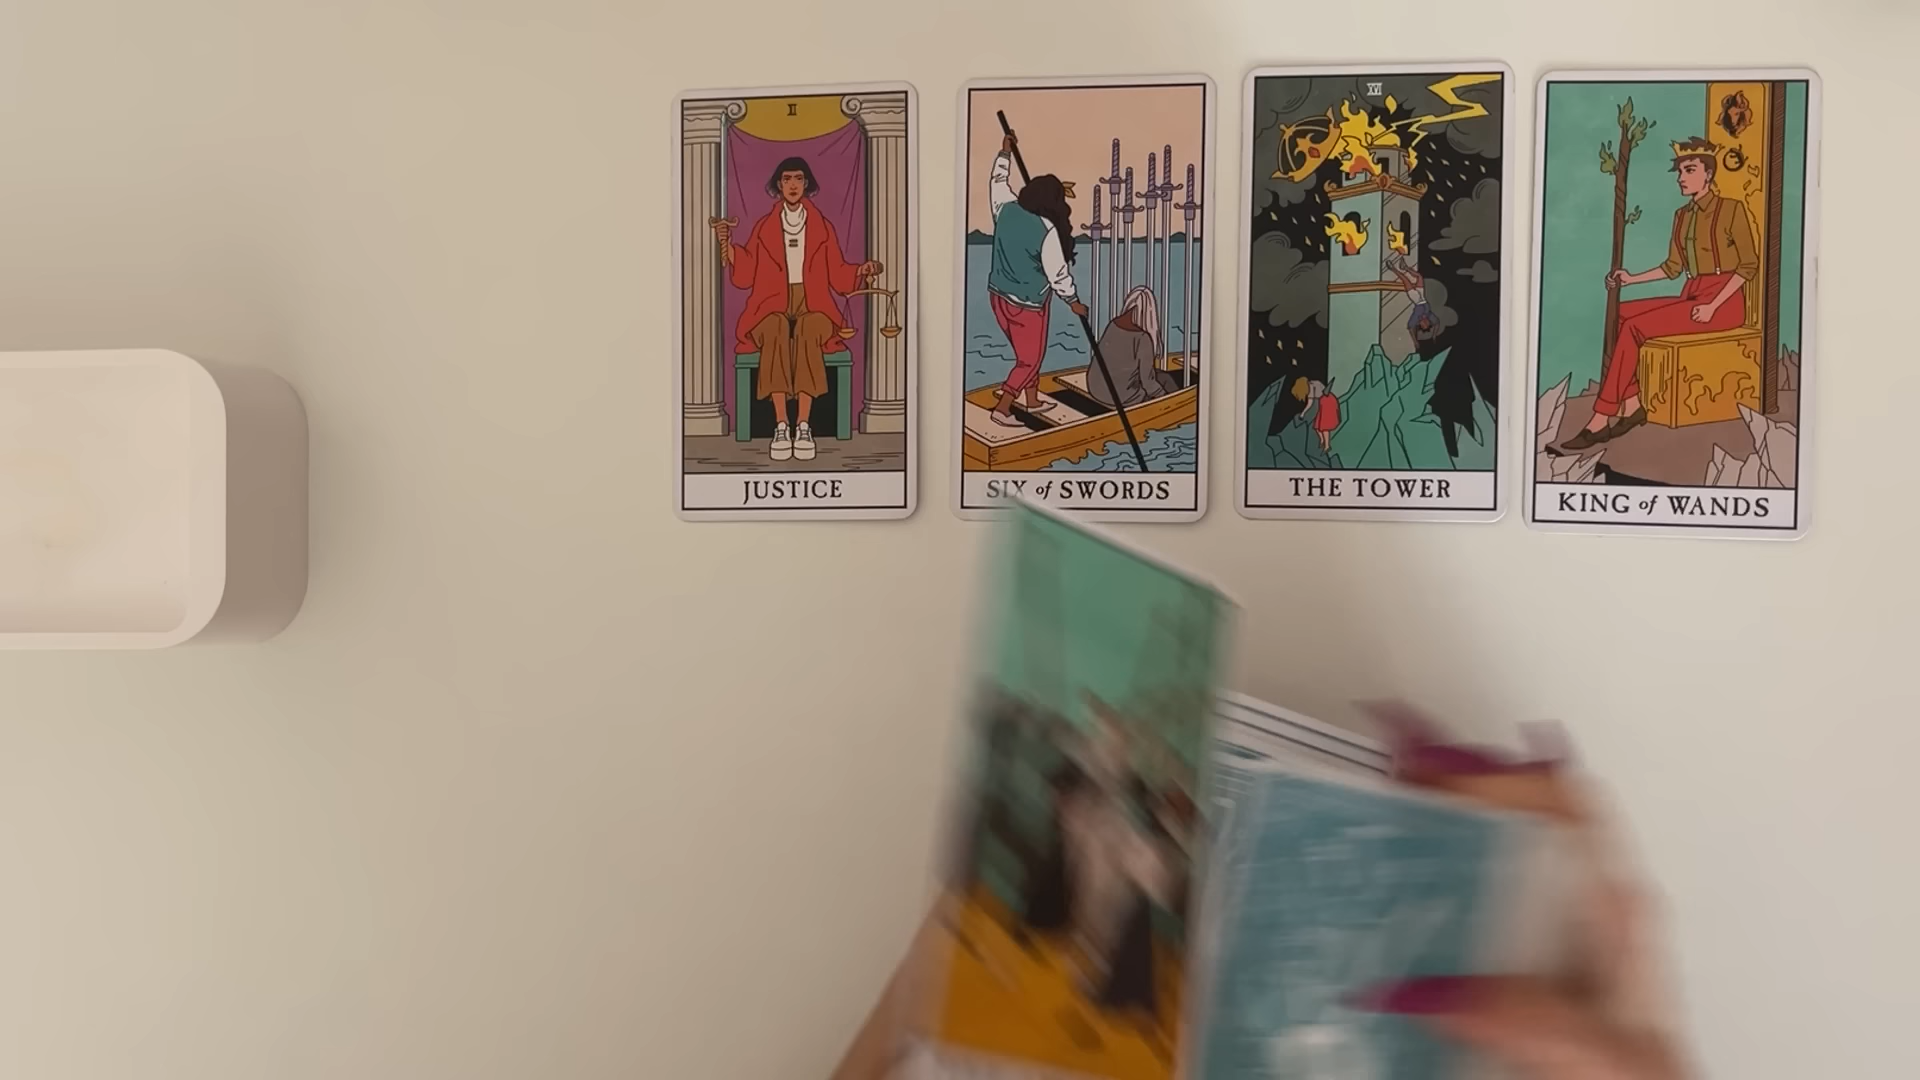 II
JUSTICE
SIX of SWORDS
XVI
THE TOWER
KING of WANDS